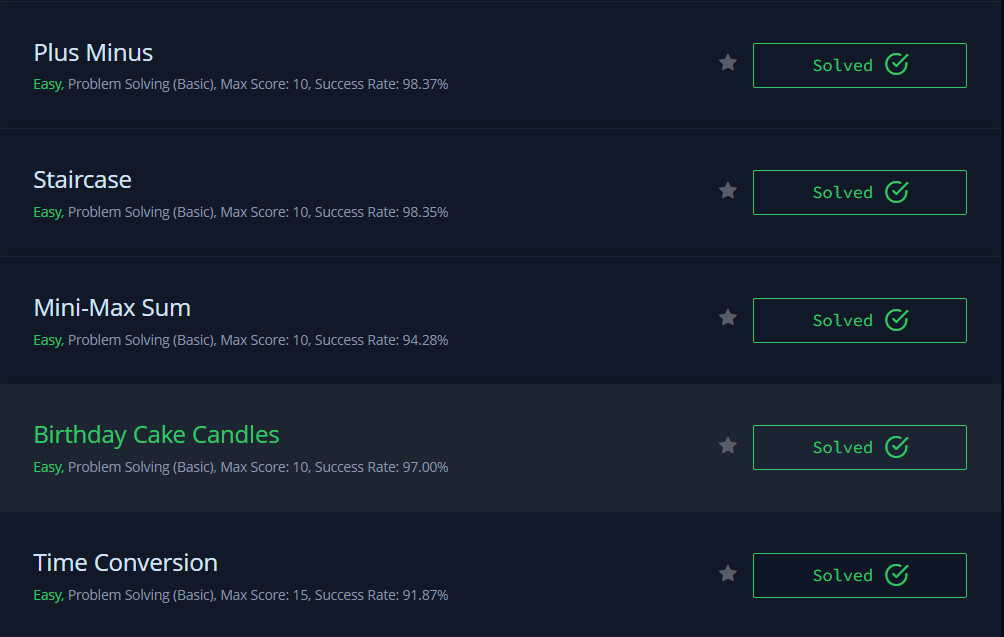 Plus Minus
Easy, Problem Solving (Basic), Max Score: 10, Success Rate: 98.37%
Solved
Staircase
Easy, Problem Solving (Basic), Max Score: 10, Success Rate: 98.35%
Solved
Mini-Max Sum
Easy, Problem Solving (Basic), Max Score: 10, Success Rate: 94.28%
Solved
Birthday Cake Candles
Easy, Problem Solving (Basic), Max Score: 10, Success Rate: 97.00%
Solved
Time Conversion
Easy, Problem Solving (Basic), Max Score: 15, Success Rate: 91.87%
Solved